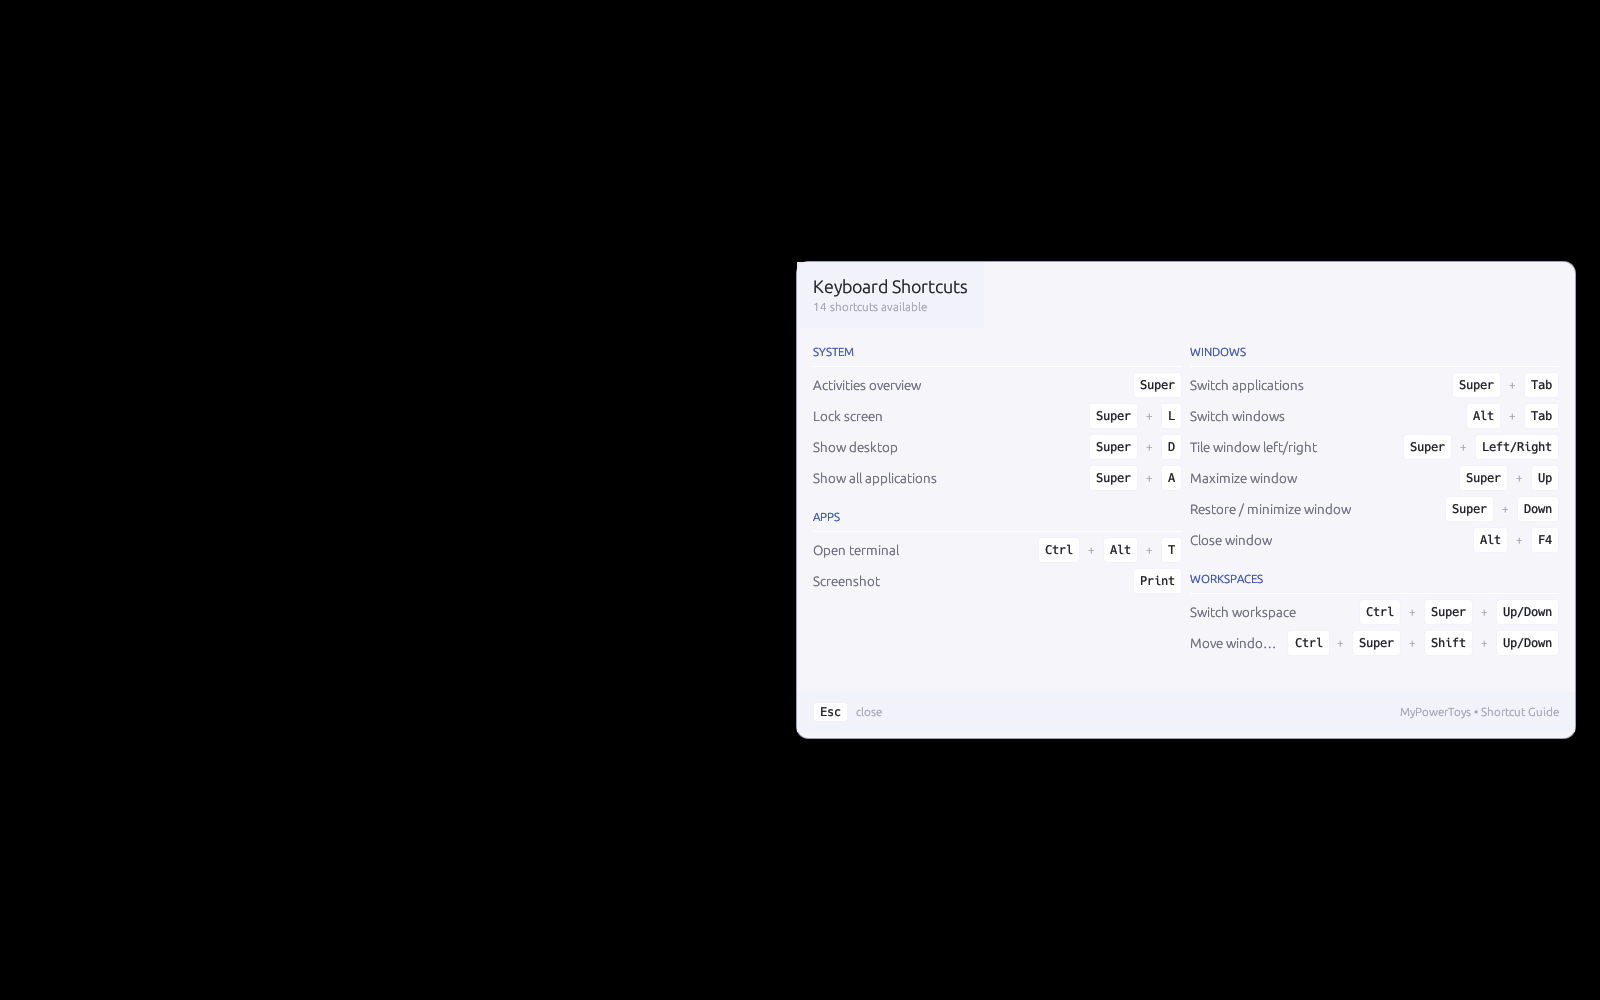 Keyboard Shortcuts
14 shortcuts available
SYSTEM
Activities overview Super
Lock screen Super + L
Show desktop Super + D
Show all applications Super + A
APPS
Open terminal Ctrl + Alt + T
Screenshot Print
WINDOWS
Switch applications Super + Tab
Switch windows Alt + Tab
Tile window left/right Super + Left/Right
Maximize window Super + Up
Restore / minimize window Super + Down
Close window Alt + F4
WORKSPACES
Switch workspace Ctrl + Super + Up/Down
Move windo... Ctrl + Super + Shift + Up/Down
Esc close
MyPowerToys • Shortcut Guide